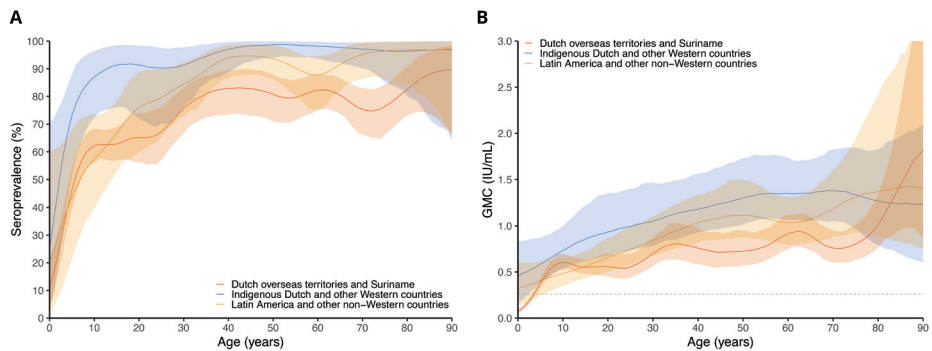 A
Seroprevalence (%)
100
90
80
70
60
50
40
30
20
10
0
0 10 20 30 40 50 60 70 80 90
Age (years)
Dutch overseas territories and Suriname
Indigenous Dutch and other Western countries
Latin America and other non−Western countries
B
GMC (IU/mL)
3.0
2.5
2.0
1.5
1.0
0.5
0.0
0 10 20 30 40 50 60 70 80 90
Age (years)
Dutch overseas territories and Suriname
Indigenous Dutch and other Western countries
Latin America and other non−Western countries